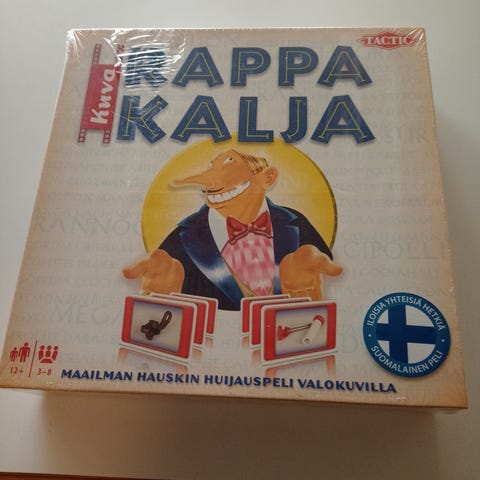 TACTIC
Kuva
RAPPA
KALJA
ILOISIA YHTEISIÄ HETKIÄ
SUOMALAINEN PELI
12+
3-8
MAAILMAN HAUSKIN HUIJAUSPELI VALOKUVILLA